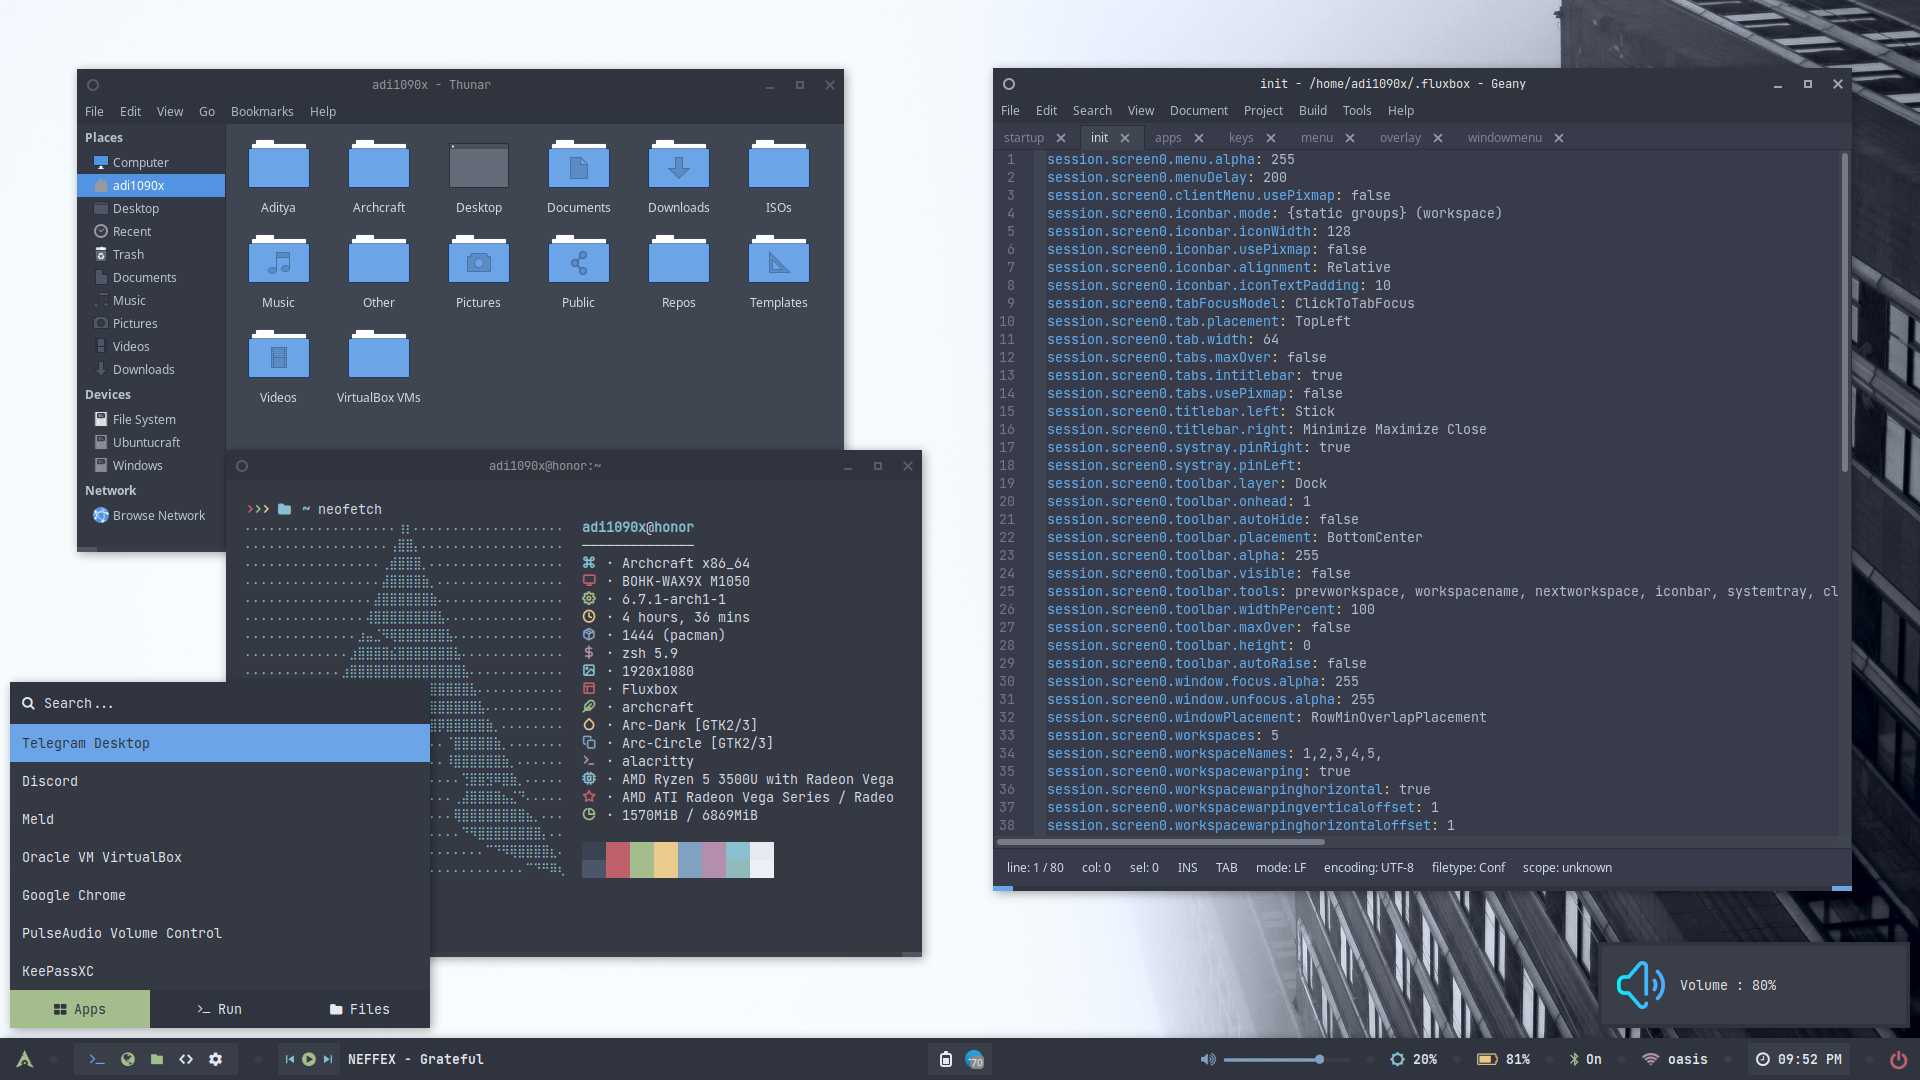 adi1090x - Thunar
File Edit View Go Bookmarks Help
Places
Computer
adi1090x
Desktop
Recent
Trash
Documents
Music
Pictures
Videos
Downloads
Devices
File System
Ubuntucraft
Windows
Network
Browse Network
Aditya Archcraft Desktop Documents Downloads ISOs
Music Other Pictures Public Repos Templates
Videos VirtualBox VMs
adi1090x@honor:~
>>> ~ neofetch
adi1090x@honor
· Archcraft x86_64
· BOHK-WAX9X M1050
· 6.7.1-arch1-1
· 4 hours, 36 mins
· 1444 (pacman)
· zsh 5.9
· 1920x1080
· Fluxbox
· archcraft
· Arc-Dark [GTK2/3]
· Arc-Circle [GTK2/3]
· alacritty
· AMD Ryzen 5 3500U with Radeon Vega
· AMD ATI Radeon Vega Series / Radeo
· 1570MiB / 6869MiB
Search...
Telegram Desktop
Discord
Meld
Oracle VM VirtualBox
Google Chrome
PulseAudio Volume Control
KeePassXC
Apps Run Files
init - /home/adi1090x/.fluxbox - Geany
File Edit Search View Document Project Build Tools Help
startup init apps keys menu overlay windowmenu
1 session.screen0.menu.alpha: 255
2 session.screen0.menuDelay: 200
3 session.screen0.clientMenu.usePixmap: false
4 session.screen0.iconbar.mode: {static groups} (workspace)
5 session.screen0.iconbar.iconWidth: 128
6 session.screen0.iconbar.usePixmap: false
7 session.screen0.iconbar.alignment: Relative
8 session.screen0.iconbar.iconTextPadding: 10
9 session.screen0.tabFocusModel: ClickToTabFocus
10 session.screen0.tab.placement: TopLeft
11 session.screen0.tab.width: 64
12 session.screen0.tabs.maxOver: false
13 session.screen0.tabs.intitlebar: true
14 session.screen0.tabs.usePixmap: false
15 session.screen0.titlebar.left: Stick
16 session.screen0.titlebar.right: Minimize Maximize Close
17 session.screen0.systray.pinRight: true
18 session.screen0.systray.pinLeft:
19 session.screen0.toolbar.layer: Dock
20 session.screen0.toolbar.onhead: 1
21 session.screen0.toolbar.autoHide: false
22 session.screen0.toolbar.placement: BottomCenter
23 session.screen0.toolbar.alpha: 255
24 session.screen0.toolbar.visible: false
25 session.screen0.toolbar.tools: prevworkspace, workspacename, nextworkspace, iconbar, systemtray, cl
26 session.screen0.toolbar.widthPercent: 100
27 session.screen0.toolbar.maxOver: false
28 session.screen0.toolbar.height: 0
29 session.screen0.toolbar.autoRaise: false
30 session.screen0.window.focus.alpha: 255
31 session.screen0.window.unfocus.alpha: 255
32 session.screen0.windowPlacement: RowMinOverlapPlacement
33 session.screen0.workspaces: 5
34 session.screen0.workspaceNames: 1,2,3,4,5,
35 session.screen0.workspacewarping: true
36 session.screen0.workspacewarpinghorizontal: true
37 session.screen0.workspacewarpingverticaloffset: 1
38 session.screen0.workspacewarpinghorizontaloffset: 1
line: 1 / 80 col: 0 sel: 0 INS TAB mode: LF encoding: UTF-8 filetype: Conf scope: unknown
Volume : 80%
NEFFEX - Grateful 70 20% 81% On oasis 09:52 PM